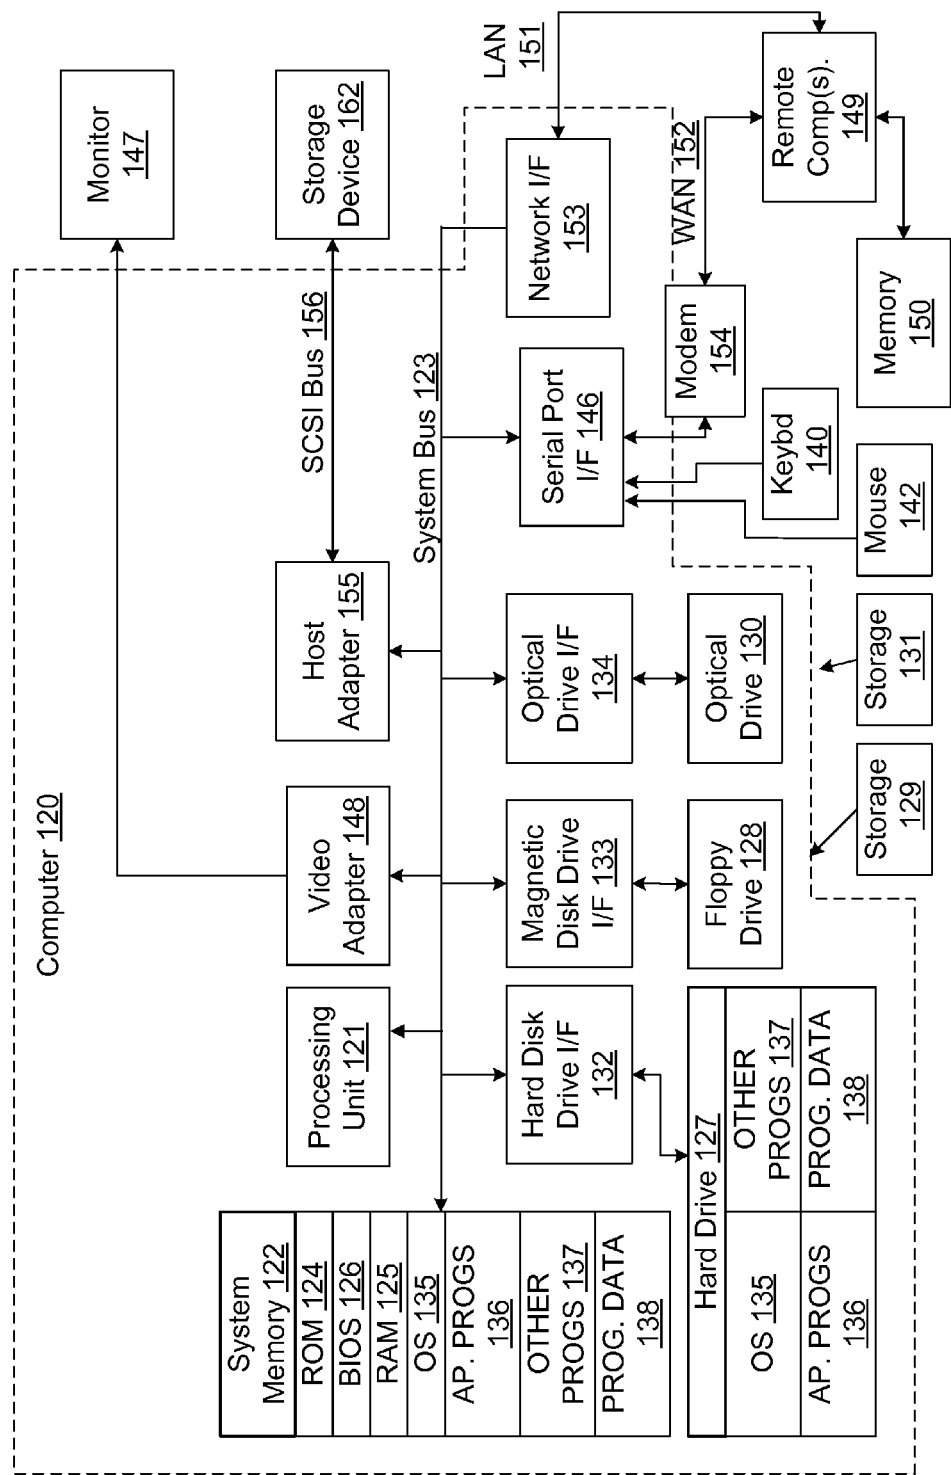 Computer 120
Monitor
147
Storage
Device 162
SCSI Bus 156
System
Memory 122
ROM 124
BIOS 126
RAM 125
OS 135
AP. PROGS
136
OTHER
PROGS 137
PROG. DATA
138
Processing
Unit 121
Video
Adapter 148
Host
Adapter 155
System Bus 123
LAN
151
Hard Disk
Drive I/F
132
Magnetic
Disk Drive
I/F 133
Optical
Drive I/F
134
Serial Port
I/F 146
Network I/F
153
WAN 152
Hard Drive 127
OS 135
OTHER
PROGS 137
AP. PROGS
136
PROG. DATA
138
Floppy
Drive 128
Optical
Drive 130
Modem
154
Keybd
140
Remote
Comp(s).
149
Storage
129
Storage
131
Mouse
142
Memory
150